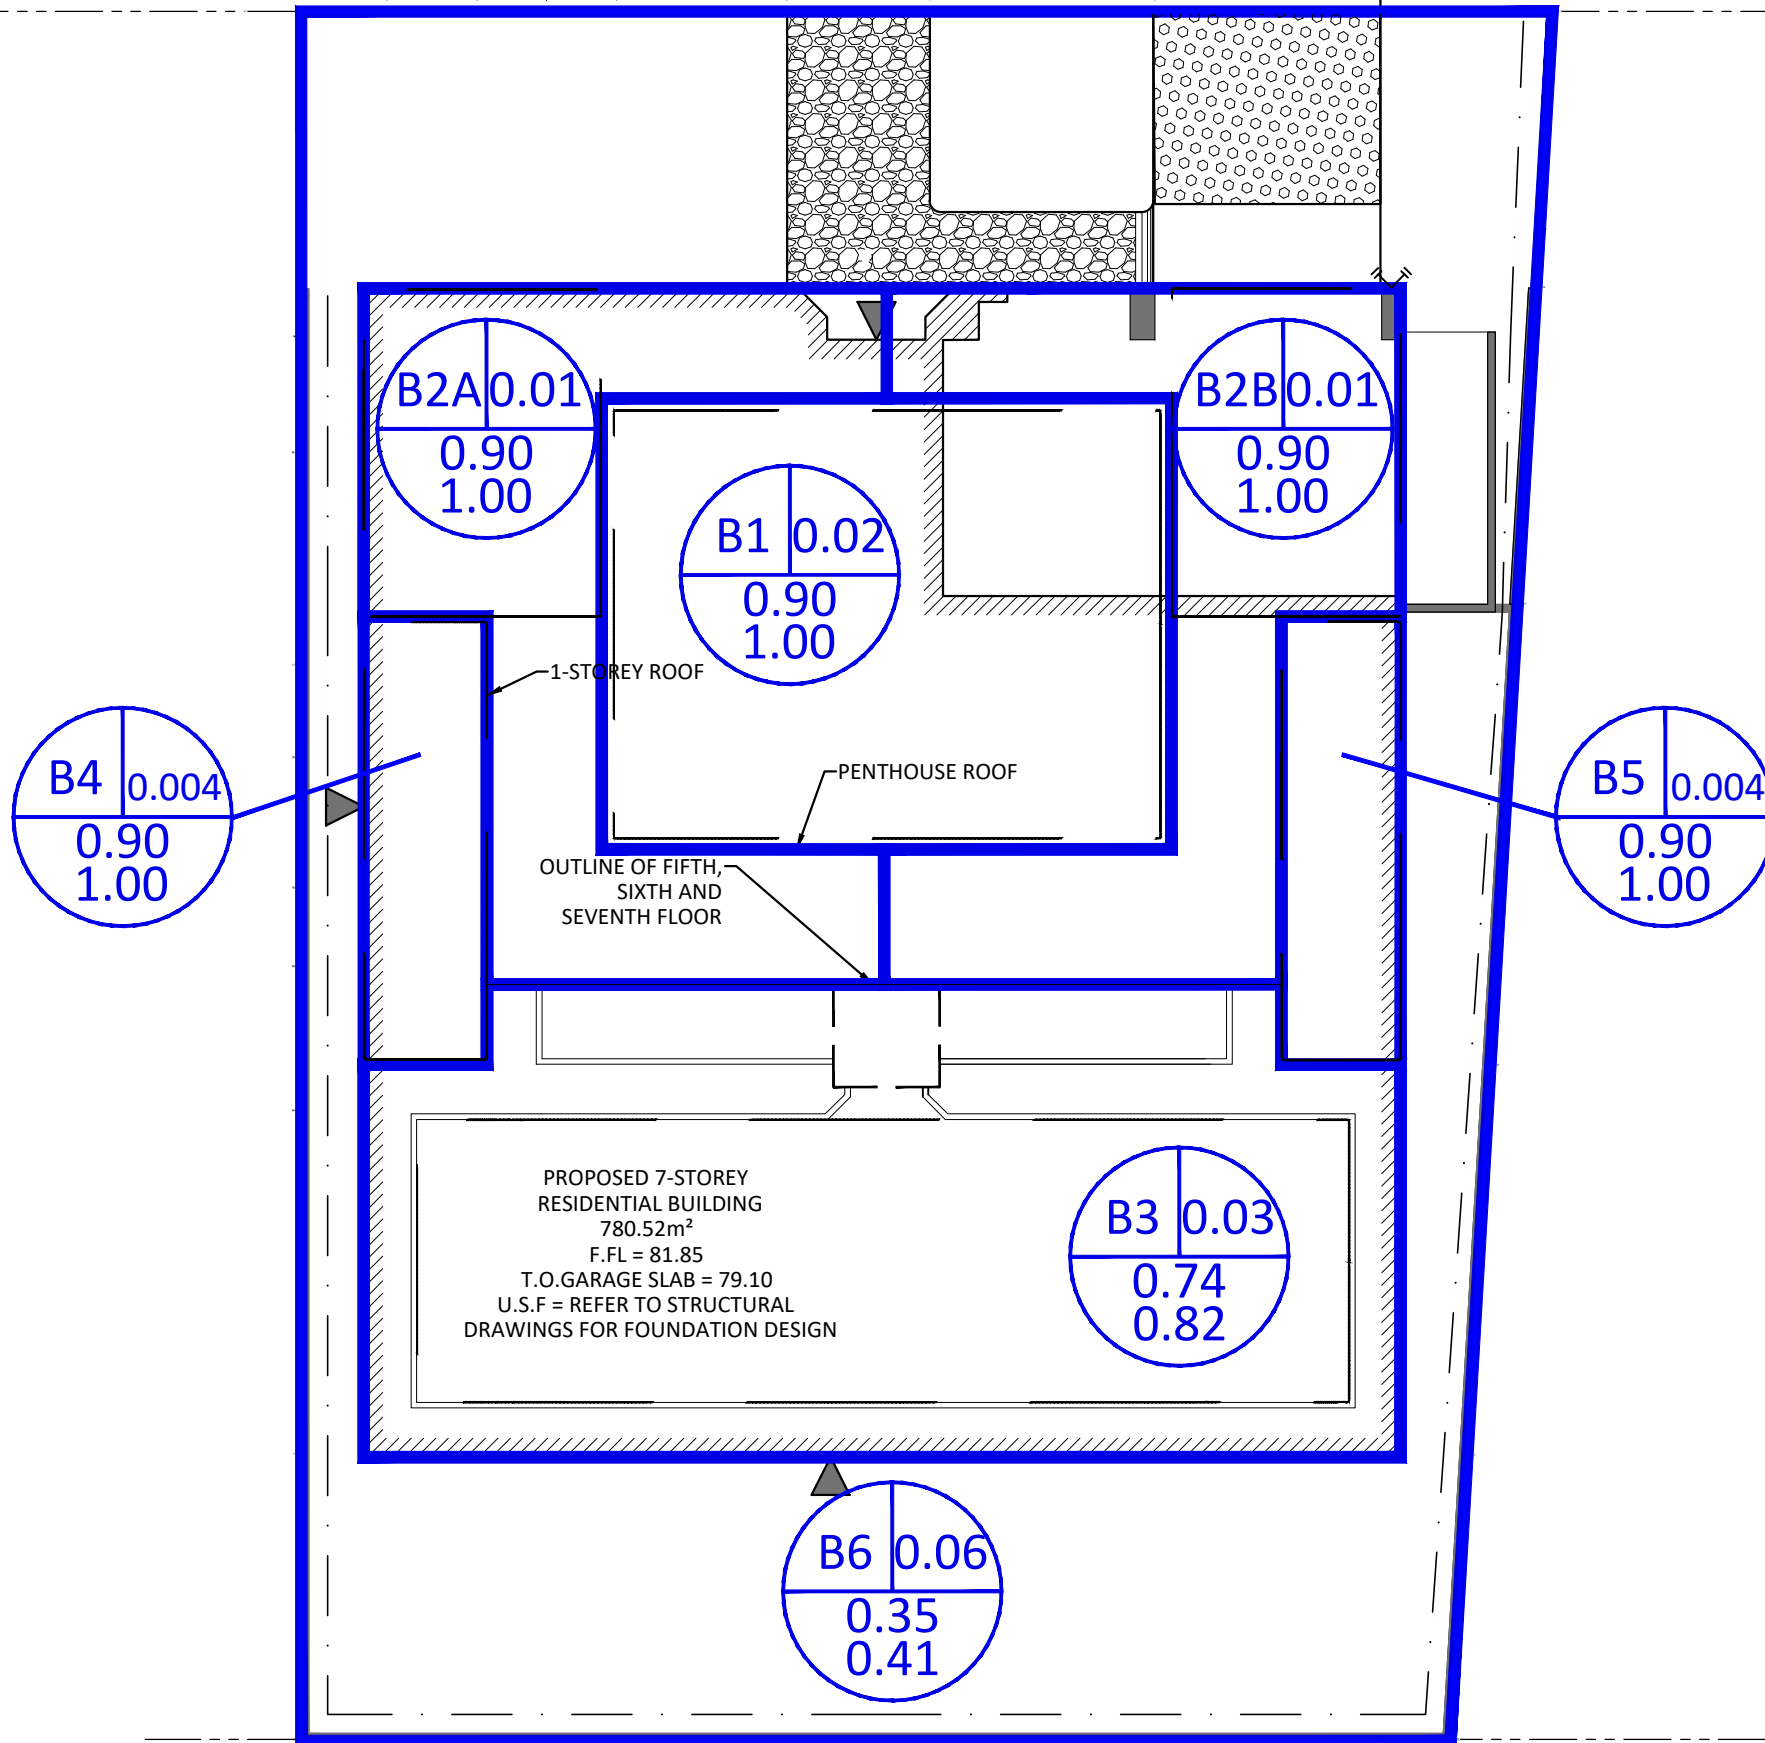 B2A 0.01
0.90
1.00
B2B 0.01
0.90
1.00
B1 0.02
0.90
1.00
1-STOREY ROOF
B4 0.004
0.90
1.00
PENTHOUSE ROOF
B5 0.004
0.90
1.00
OUTLINE OF FIFTH,
SIXTH AND
SEVENTH FLOOR
PROPOSED 7-STOREY
RESIDENTIAL BUILDING
780.52m²
F.FL = 81.85
T.O.GARAGE SLAB = 79.10
U.S.F = REFER TO STRUCTURAL
DRAWINGS FOR FOUNDATION DESIGN
B3 0.03
0.74
0.82
B6 0.06
0.35
0.41